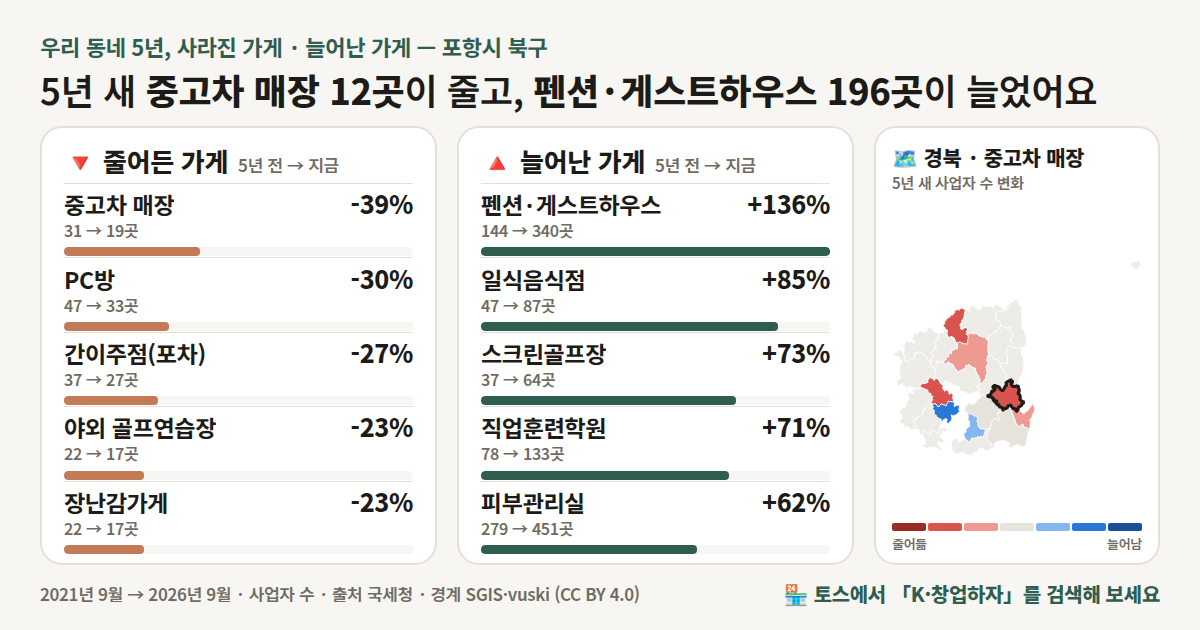 우리 동네 5년, 사라진 가게 · 늘어난 가게 — 포항시 북구
5년 새 중고차 매장 12곳이 줄고, 펜션·게스트하우스 196곳이 늘었어요
줄어든 가게 5년 전 → 지금
중고차 매장 -39%
31 → 19곳
PC방 -30%
47 → 33곳
간이주점(포차) -27%
37 → 27곳
야외 골프연습장 -23%
22 → 17곳
장난감가게 -23%
22 → 17곳
늘어난 가게 5년 전 → 지금
펜션·게스트하우스 +136%
144 → 340곳
일식음식점 +85%
47 → 87곳
스크린골프장 +73%
37 → 64곳
직업훈련학원 +71%
78 → 133곳
피부관리실 +62%
279 → 451곳
경북 · 중고차 매장
5년 새 사업자 수 변화
줄어듦 늘어남
2021년 9월 → 2026년 9월 · 사업자 수 · 출처 국세청 · 경계 SGIS·vuski (CC BY 4.0)
토스에서 「K·창업하자」를 검색해 보세요